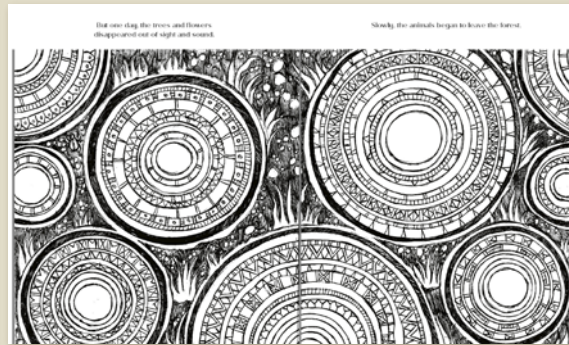 But one day, the trees and flowers
disappeared out of sight and sound.
Slowly, the animals began to leave the forest.